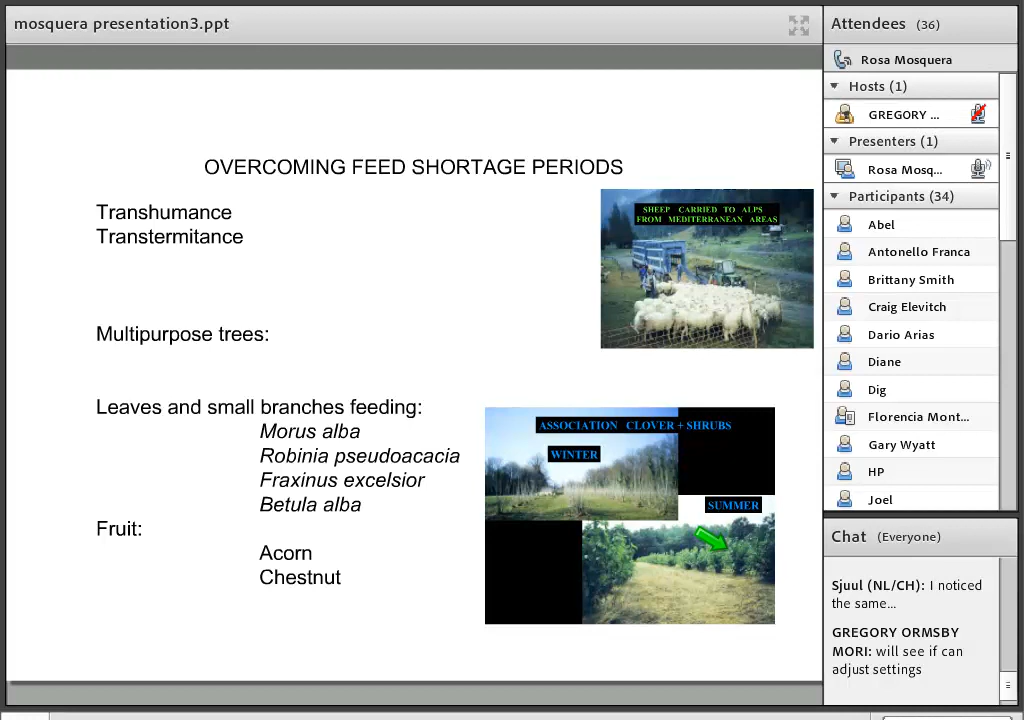 mosquera presentation3.ppt
OVERCOMING FEED SHORTAGE PERIODS
Transhumance
Transtermitance
SHEEP CARRIED TO ALPS
FROM MEDITERRANEAN AREAS
Multipurpose trees:
Leaves and small branches feeding:
Morus alba
Robinia pseudoacacia
Fraxinus excelsior
Betula alba
Fruit:
Acorn
Chestnut
ASSOCIATION CLOVER + SHRUBS
WINTER
SUMMER
Attendees (36)
Rosa Mosquera
Hosts (1)
GREGORY ...
Presenters (1)
Rosa Mosq...
Participants (34)
Abel
Antonello Franca
Brittany Smith
Craig Elevitch
Dario Arias
Diane
Dig
Florencia Mont...
Gary Wyatt
HP
Joel
Chat (Everyone)
Sjuul (NL/CH): I noticed
the same...
GREGORY ORMSBY
MORI: will see if can
adjust settings